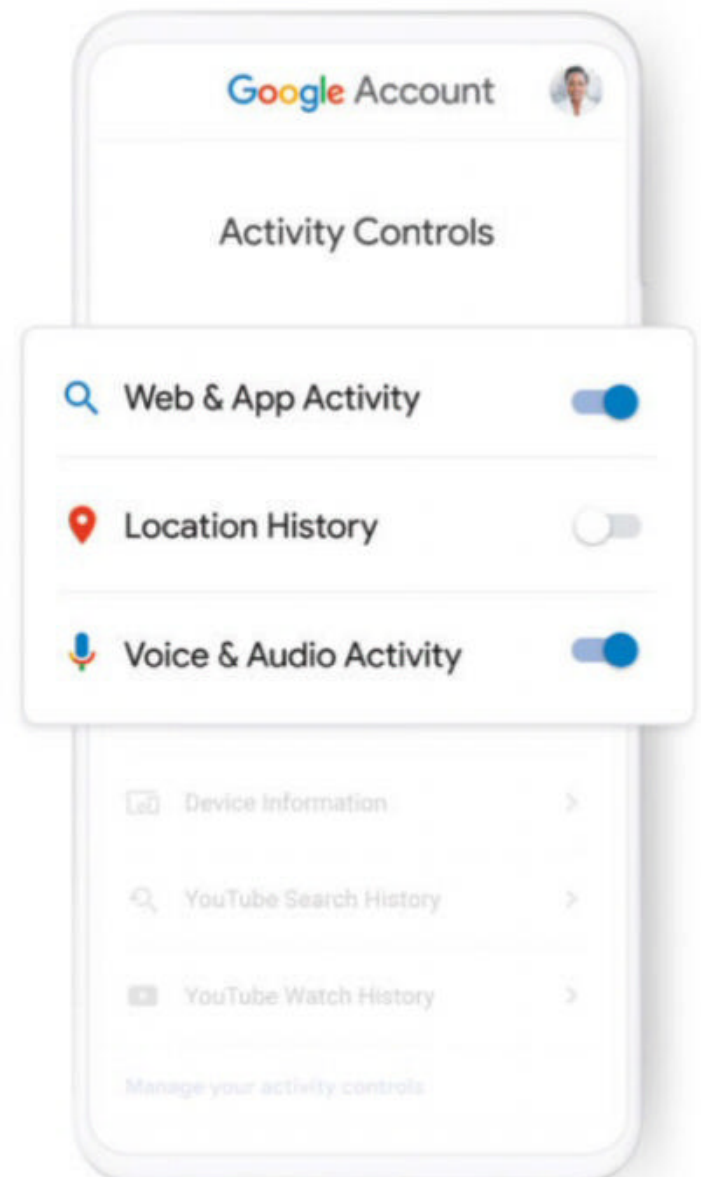 Google Account
Activity Controls
Web & App Activity
Location History
Voice & Audio Activity
Device Information
YouTube Search History
YouTube Watch History
Manage your activity controls